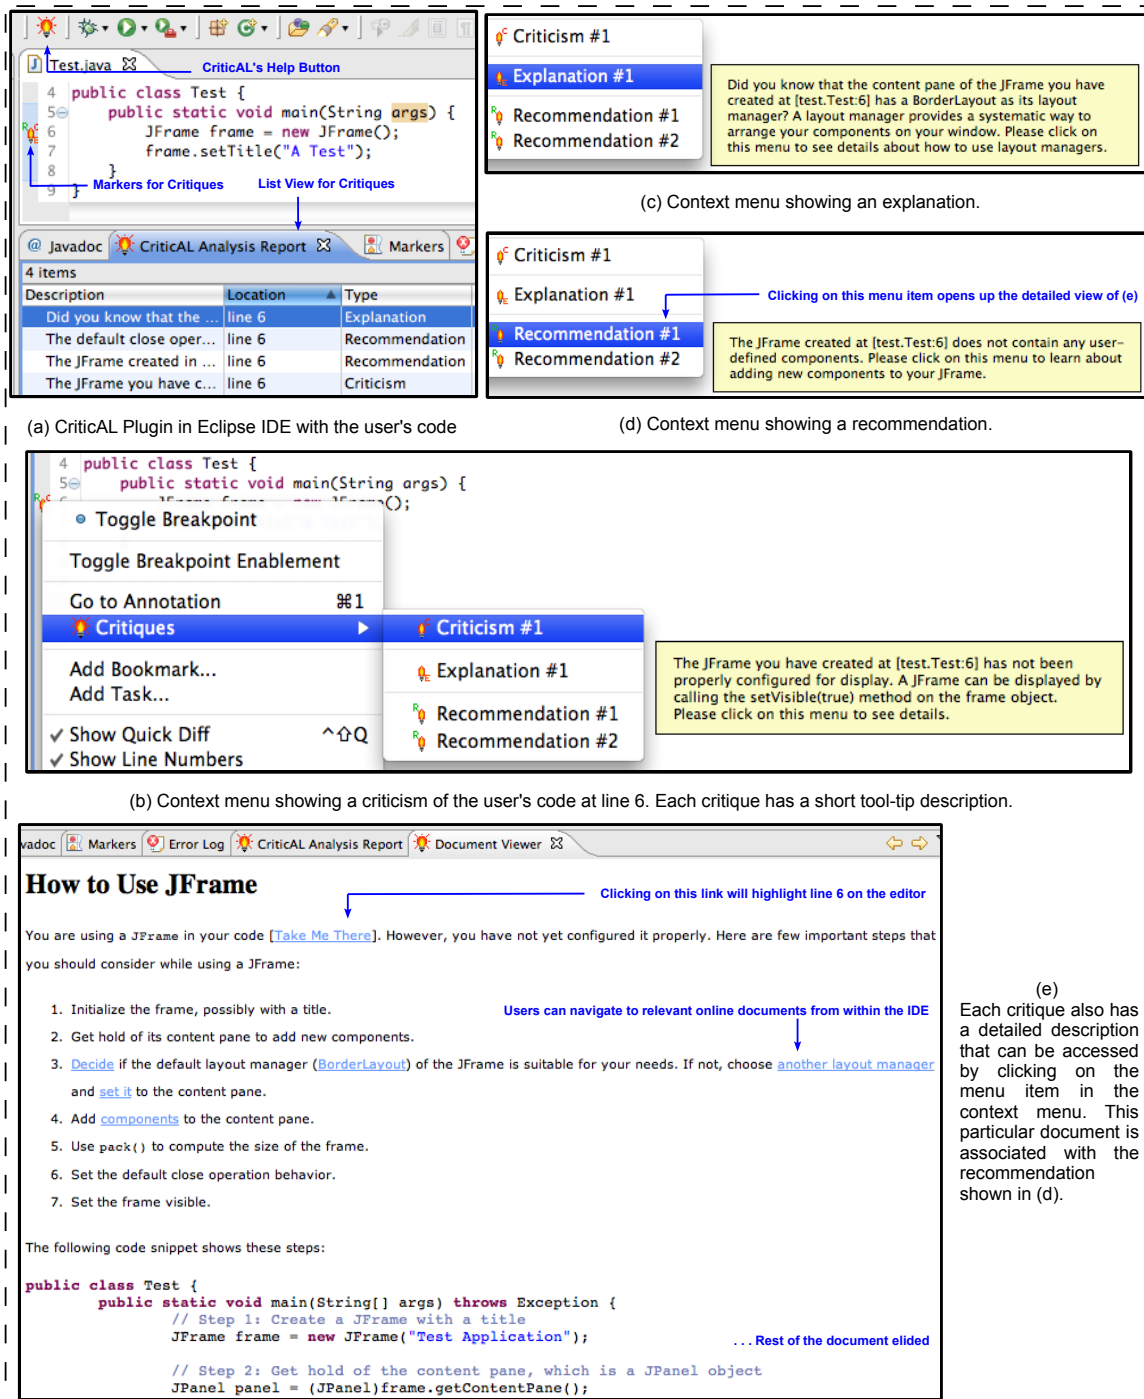 Test.java
CriticAL's Help Button
4 public class Test {
5 public static void main(String args) {
6 JFrame frame = new JFrame();
7 frame.setTitle("A Test");
8 }
9 }
Markers for Critiques
List View for Critiques
@ Javadoc CriticAL Analysis Report Markers
4 items
Description Location Type
Did you know that the ... line 6 Explanation
The default close oper... line 6 Recommendation
The JFrame created in ... line 6 Recommendation
The JFrame you have c... line 6 Criticism
(a) CriticAL Plugin in Eclipse IDE with the user's code
Criticism #1
Explanation #1
Recommendation #1
Recommendation #2
Did you know that the content pane of the JFrame you have
created at [test.Test:6] has a BorderLayout as its layout
manager? A layout manager provides a systematic way to
arrange your components on your window. Please click on
this menu to see details about how to use layout managers.
(c) Context menu showing an explanation.
Criticism #1
Explanation #1
Clicking on this menu item opens up the detailed view of (e)
Recommendation #1
Recommendation #2
The JFrame created at [test.Test:6] does not contain any user-
defined components. Please click on this menu to learn about
adding new components to your JFrame.
(d) Context menu showing a recommendation.
4 public class Test {
5 public static void main(String args) {
6 JFrame frame = new JFrame();
Toggle Breakpoint
Toggle Breakpoint Enablement
Go to Annotation ⌘1
Critiques
Add Bookmark...
Add Task...
✓ Show Quick Diff ^⇧Q
✓ Show Line Numbers
Criticism #1
Explanation #1
Recommendation #1
Recommendation #2
The JFrame you have created at [test.Test:6] has not been
properly configured for display. A JFrame can be displayed by
calling the setVisible(true) method on the frame object.
Please click on this menu to see details.
(b) Context menu showing a criticism of the user's code at line 6. Each critique has a short tool-tip description.
vadoc Markers Error Log CriticAL Analysis Report Document Viewer
How to Use JFrame
Clicking on this link will highlight line 6 on the editor
You are using a JFrame in your code [Take Me There]. However, you have not yet configured it properly. Here are few important steps that
you should consider while using a JFrame:
1. Initialize the frame, possibly with a title.
Users can navigate to relevant online documents from within the IDE
2. Get hold of its content pane to add new components.
3. Decide if the default layout manager (BorderLayout) of the JFrame is suitable for your needs. If not, choose another layout manager
and set it to the content pane.
4. Add components to the content pane.
5. Use pack() to compute the size of the frame.
6. Set the default close operation behavior.
7. Set the frame visible.
The following code snippet shows these steps:
public class Test {
public static void main(String[] args) throws Exception {
// Step 1: Create a JFrame with a title
JFrame frame = new JFrame("Test Application");
. . . Rest of the document elided
// Step 2: Get hold of the content pane, which is a JPanel object
JPanel panel = (JPanel)frame.getContentPane();
(e)
Each critique also has
a detailed description
that can be accessed
by clicking on the
menu item in the
context menu. This
particular document is
associated with the
recommendation
shown in (d).